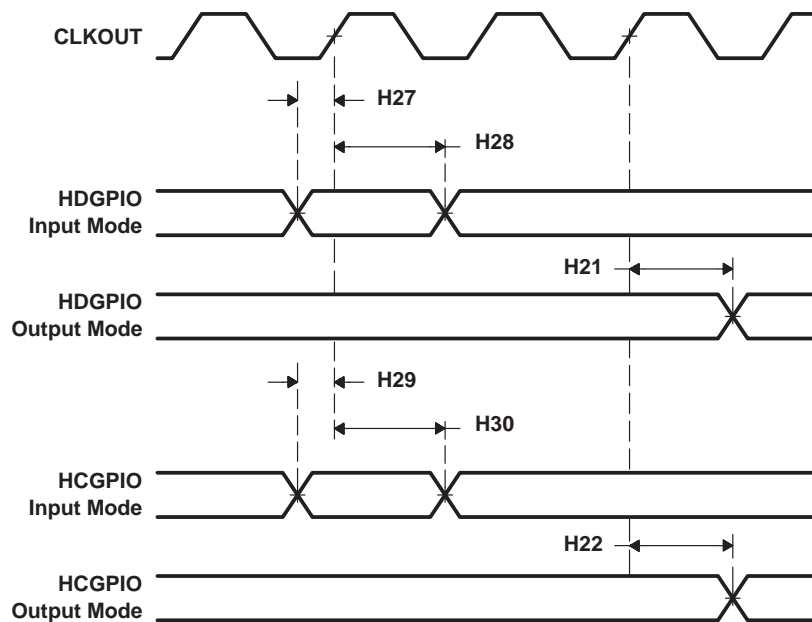 CLKOUT
H27
H28
HDGPIO
Input Mode
H21
HDGPIO
Output Mode
H29
H30
HCGPIO
Input Mode
H22
HCGPIO
Output Mode